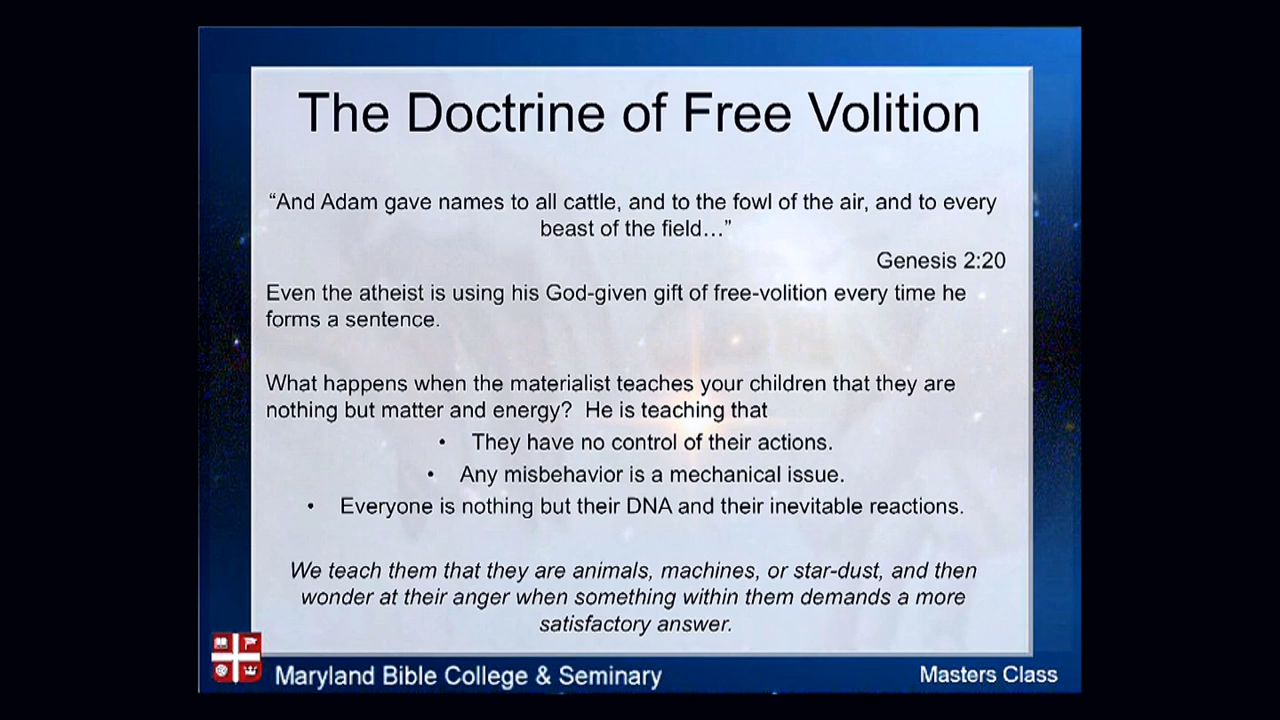 The Doctrine of Free Volition
“And Adam gave names to all cattle, and to the fowl of the air, and to every
beast of the field…”
Genesis 2:20
Even the atheist is using his God-given gift of free-volition every time he
forms a sentence.
What happens when the materialist teaches your children that they are
nothing but matter and energy?  He is teaching that
• They have no control of their actions.
• Any misbehavior is a mechanical issue.
• Everyone is nothing but their DNA and their inevitable reactions.
We teach them that they are animals, machines, or star-dust, and then
wonder at their anger when something within them demands a more
satisfactory answer.
Maryland Bible College & Seminary
Masters Class